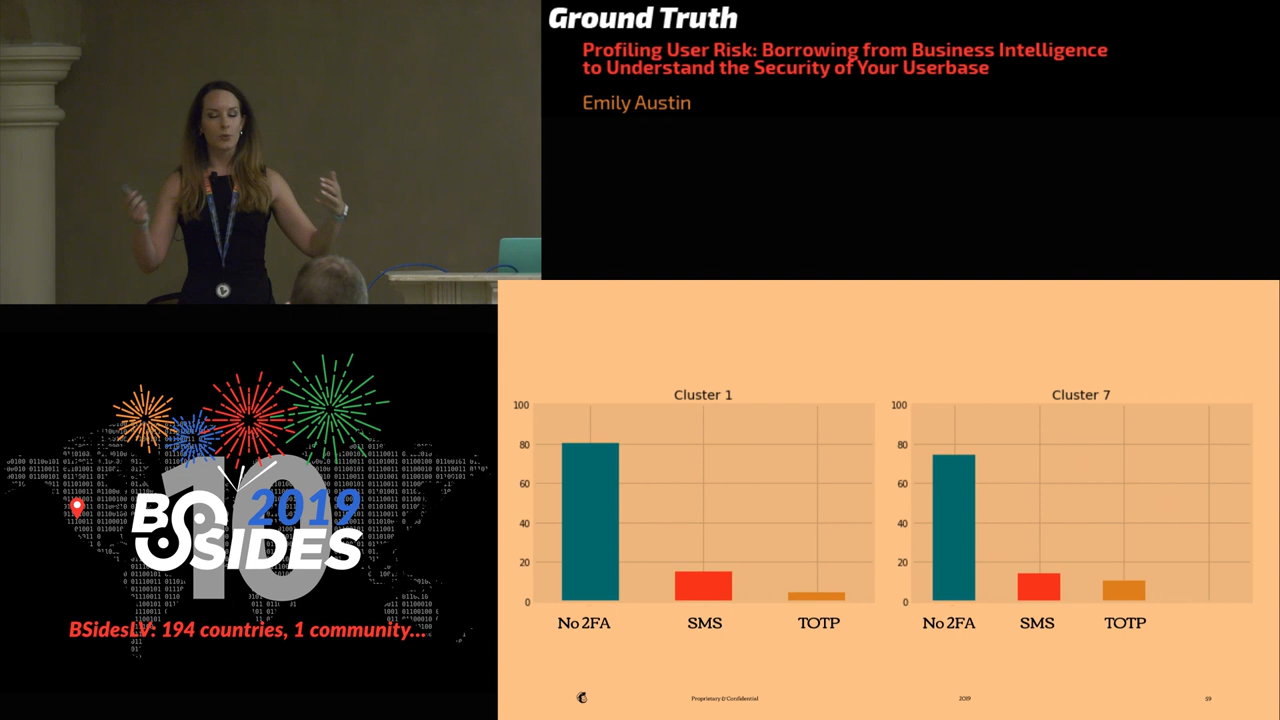 Ground Truth
Profiling User Risk: Borrowing from Business Intelligence
to Understand the Security of Your Userbase
Emily Austin
10
2019
BSIDES
BSidesLV: 194 countries, 1 community...
Cluster 1
100
80
60
40
20
0
No 2FA SMS TOTP
Cluster 7
100
80
60
40
20
0
No 2FA SMS TOTP
Proprietary & Confidential 2019 59